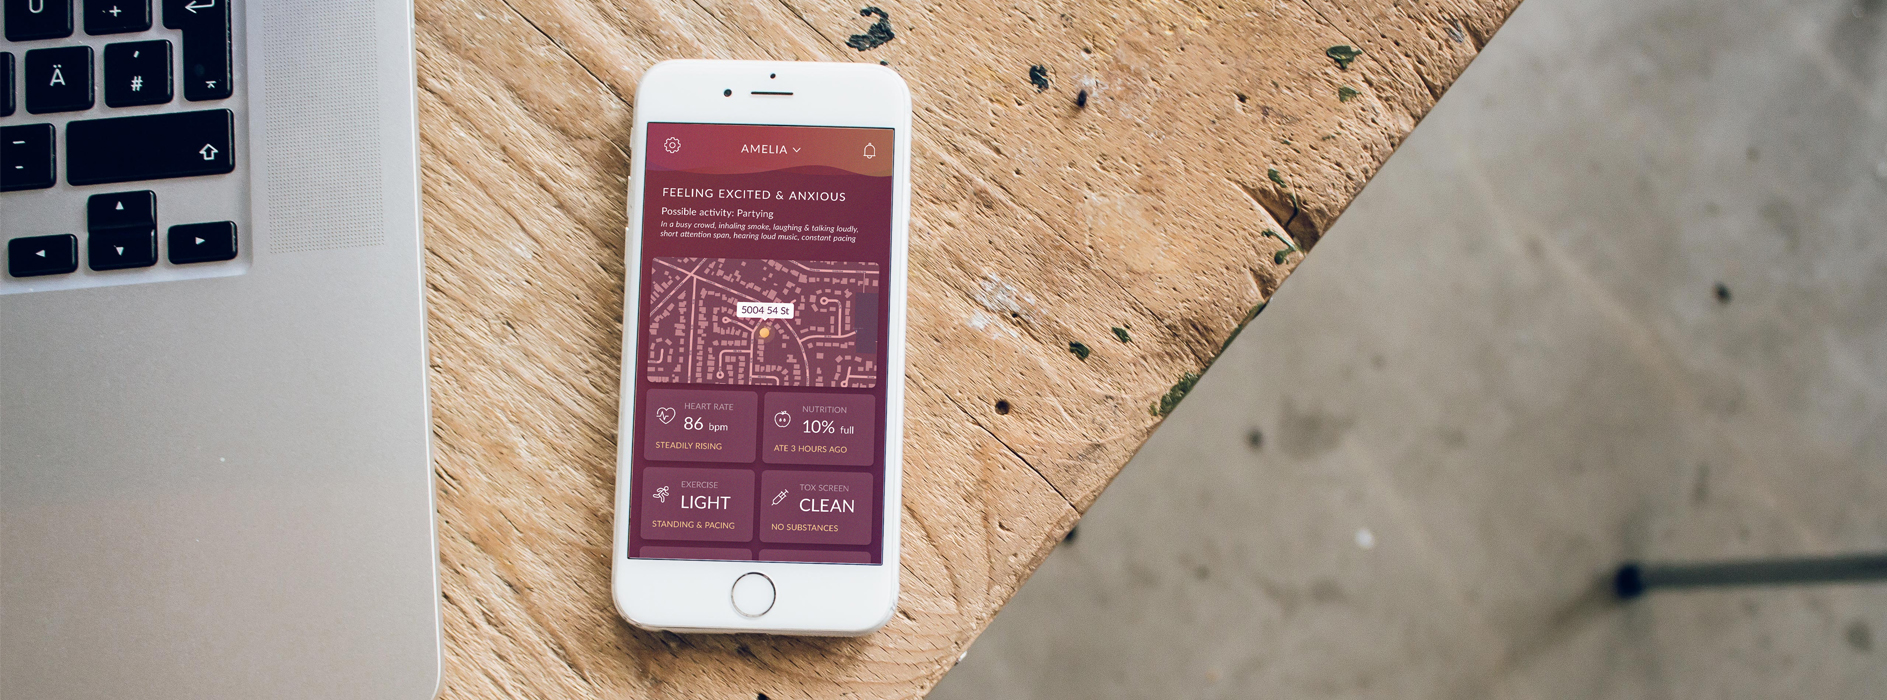 U
+
Ä
' #
-
AMELIA
FEELING EXCITED & ANXIOUS
Possible activity: Partying
In a busy crowd, inhaling smoke, laughing & talking loudly,
short attention span, hearing loud music, constant pacing
5004 54 St
HEART RATE
86 bpm
STEADILY RISING
NUTRITION
10% full
ATE 3 HOURS AGO
EXERCISE
LIGHT
STANDING & PACING
TOX SCREEN
CLEAN
NO SUBSTANCES